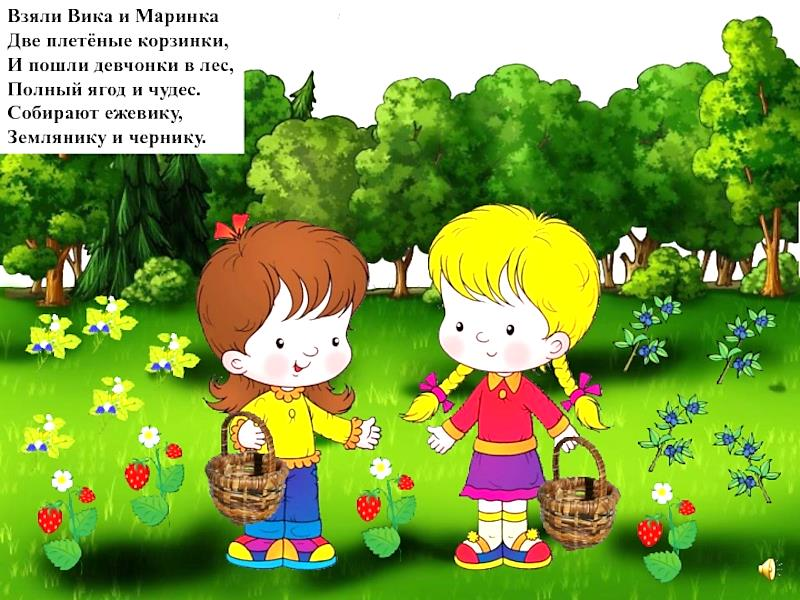 Взяли Вика и Маринка
Две плетёные корзинки,
И пошли девчонки в лес,
Полный ягод и чудес.
Собирают ежевику,
Землянику и чернику.